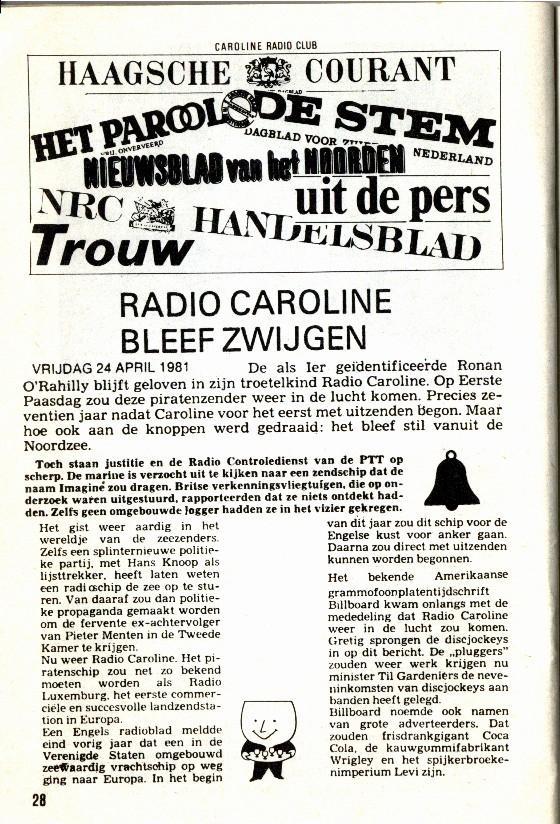 CAROLINE RADIO CLUB
HAAGSCHE COURANT
HET PAROOL
VRIJ, ONVERVEERD
DE STEM
DAGBLAD VOOR
NEDERLAND
NIEUWSBLAD van het NOORDEN
uit de pers
NRC HANDELSBLAD
Trouw
RADIO CAROLINE
BLEEF ZWIJGEN
VRIJDAG 24 APRIL 1981 De als Ier geïdentificeerde Ronan
O'Rahilly blijft geloven in zijn troetelkind Radio Caroline. Op Eerste
Paasdag zou deze piratenzender weer in de lucht komen. Precies ze-
ventien jaar nadat Caroline voor het eerst met uitzenden begon. Maar
hoe ook aan de knoppen werd gedraaid: het bleef stil vanuit de
Noordzee.
Toch staan justitie en de Radio Controledienst van de PTT op
scherp. De marine is verzocht uit te kijken naar een zendschip dat de
naam Imagine zou dragen. Britse verkenningsvliegtuigen, die op on-
derzoek waren uitgestuurd, rapporteerden dat ze niets ontdekt had-
den. Zelfs geen omgebouwde logger hadden ze in het vizier gekregen.
Het gist weer aardig in het
wereldje van de zeezenders.
Zelfs een splinternieuwe politie-
ke partij, met Hans Knoop als
lijsttrekker, heeft laten weten
een radioschip de zee op te stu-
ren. Van daaraf zou dan politie-
ke propaganda gemaakt worden
om de fervente ex-achtervolger
van Pieter Menten in de Tweede
Kamer te krijgen.
Nu weer Radio Caroline. Het pi-
ratenschip zou net zo bekend
moeten worden als Radio
Luxemburg, het eerste commer-
ciële en succesvolle landzendsta-
tion in Europa.
Een Engels radioblad meldde
eind vorig jaar dat een in de
Verenigde Staten omgebouwd
zeewaardig vrachtschip op weg
ging naar Europa. In het begin
van dit jaar zou dit schip voor de
Engelse kust voor anker gaan.
Daarna zou direct met uitzenden
kunnen worden begonnen.
Het bekende Amerikaanse
grammofoonplatentijdschrift
Billboard kwam onlangs met de
mededeling dat Radio Caroline
weer in de lucht zou komen.
Gretig sprongen de discjockeys
in op dit bericht. De „pluggers"
zouden weer werk krijgen nu
minister Til Gardeniers de neve-
ninkomsten van discjockeys aan
banden heeft gelegd.
Billboard noemde ook namen
van grote adverteerders. Dat
zouden frisdrankgigant Coca
Cola, de kauwgummifabrikant
Wrigley en het spijkerbroeke-
nimperium Levi zijn.
28